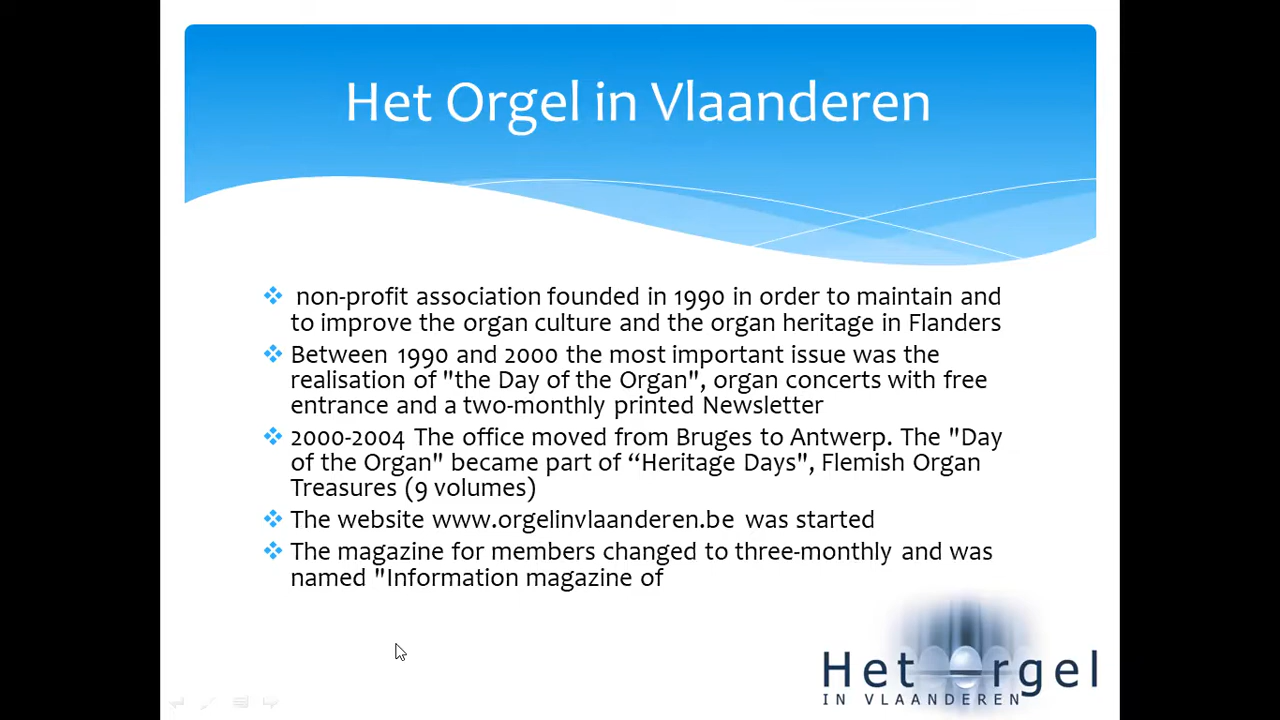 Het Orgel in Vlaanderen
non-profit association founded in 1990 in order to maintain and
to improve the organ culture and the organ heritage in Flanders
Between 1990 and 2000 the most important issue was the
realisation of "the Day of the Organ", organ concerts with free
entrance and a two-monthly printed Newsletter
2000-2004 The office moved from Bruges to Antwerp. The "Day
of the Organ" became part of “Heritage Days", Flemish Organ
Treasures (9 volumes)
The website www.orgelinvlaanderen.be was started
The magazine for members changed to three-monthly and was
named "Information magazine of
Het Orgel
IN VLAANDEREN